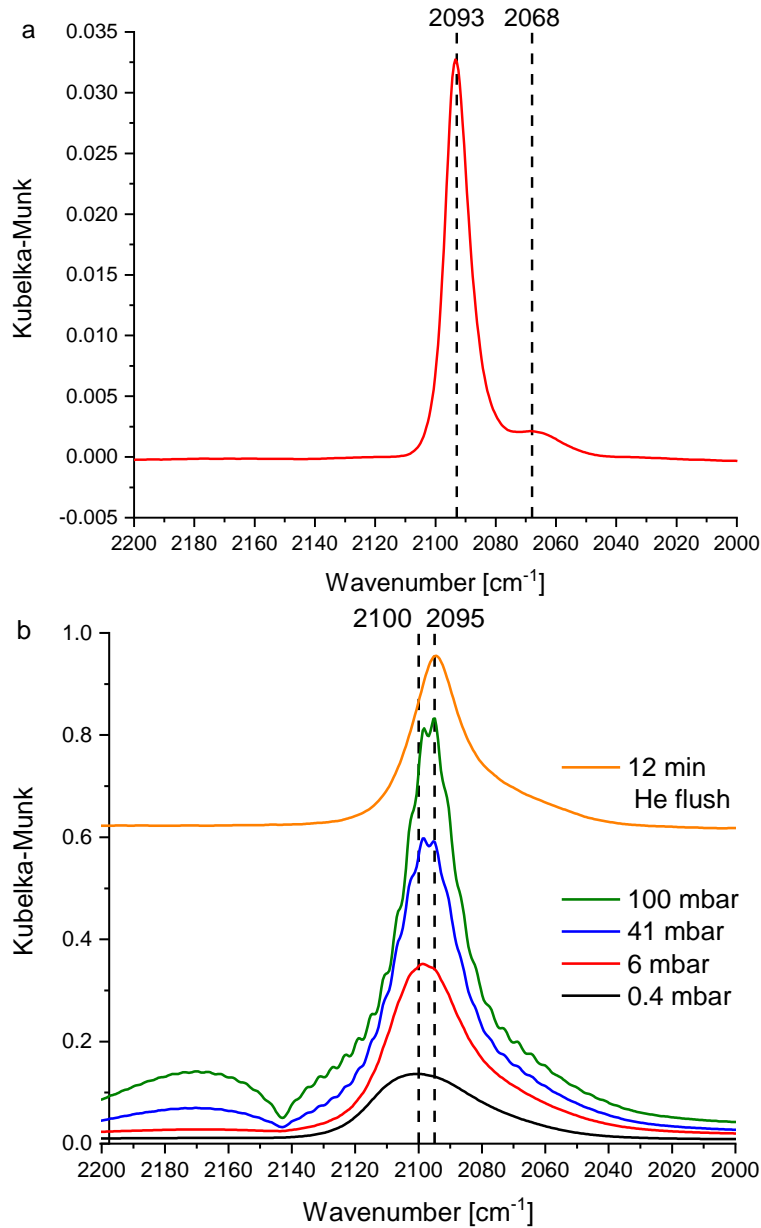 a
2093 2068
0.035
0.030
0.025
0.020
0.015
0.010
0.005
0.000
-0.005
Kubelka-Munk
2200 2180 2160 2140 2120 2100 2080 2060 2040 2020 2000
Wavenumber [cm⁻¹]
b
2100 2095
1.0
0.8
0.6
0.4
0.2
0.0
Kubelka-Munk
12 min
He flush
100 mbar
41 mbar
6 mbar
0.4 mbar
2200 2180 2160 2140 2120 2100 2080 2060 2040 2020 2000
Wavenumber [cm⁻¹]